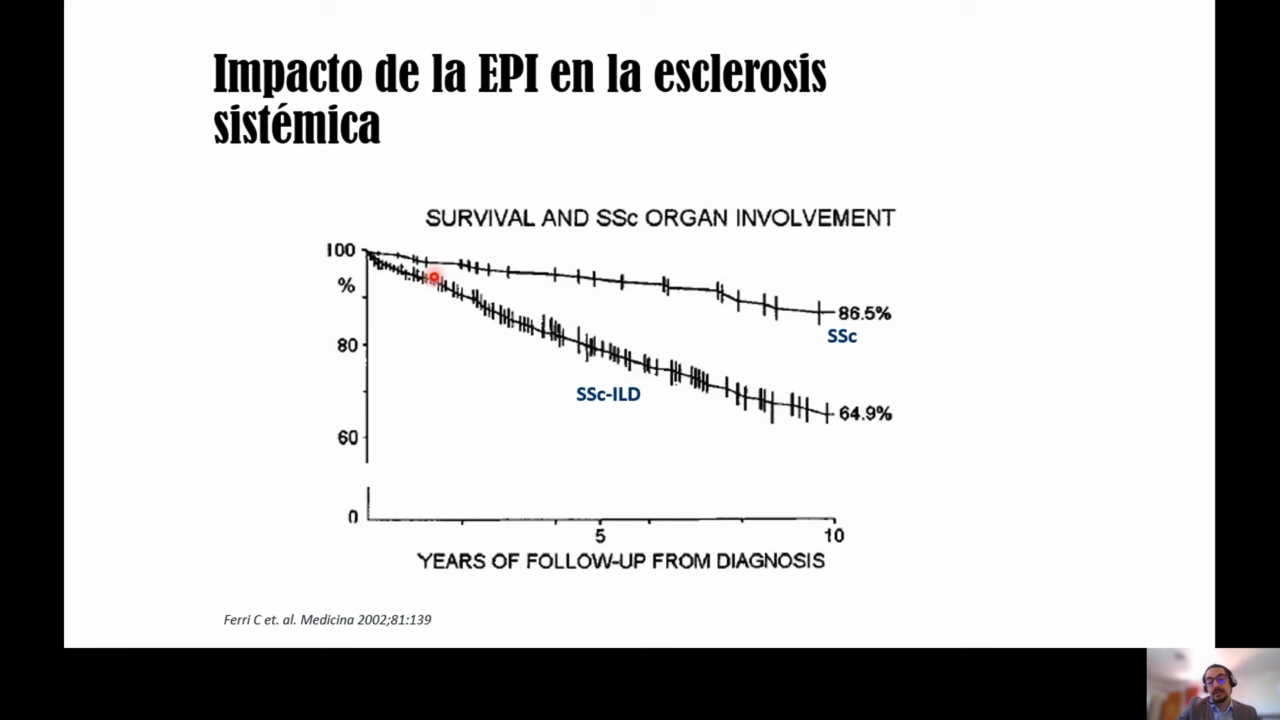 Impacto de la EPI en la esclerosis
sistémica
SURVIVAL AND SSc ORGAN INVOLVEMENT
100
%
86.5%
SSc
80
SSc-ILD
64.9%
60
0
5
10
YEARS OF FOLLOW-UP FROM DIAGNOSIS
Ferri C et. al. Medicina 2002;81:139